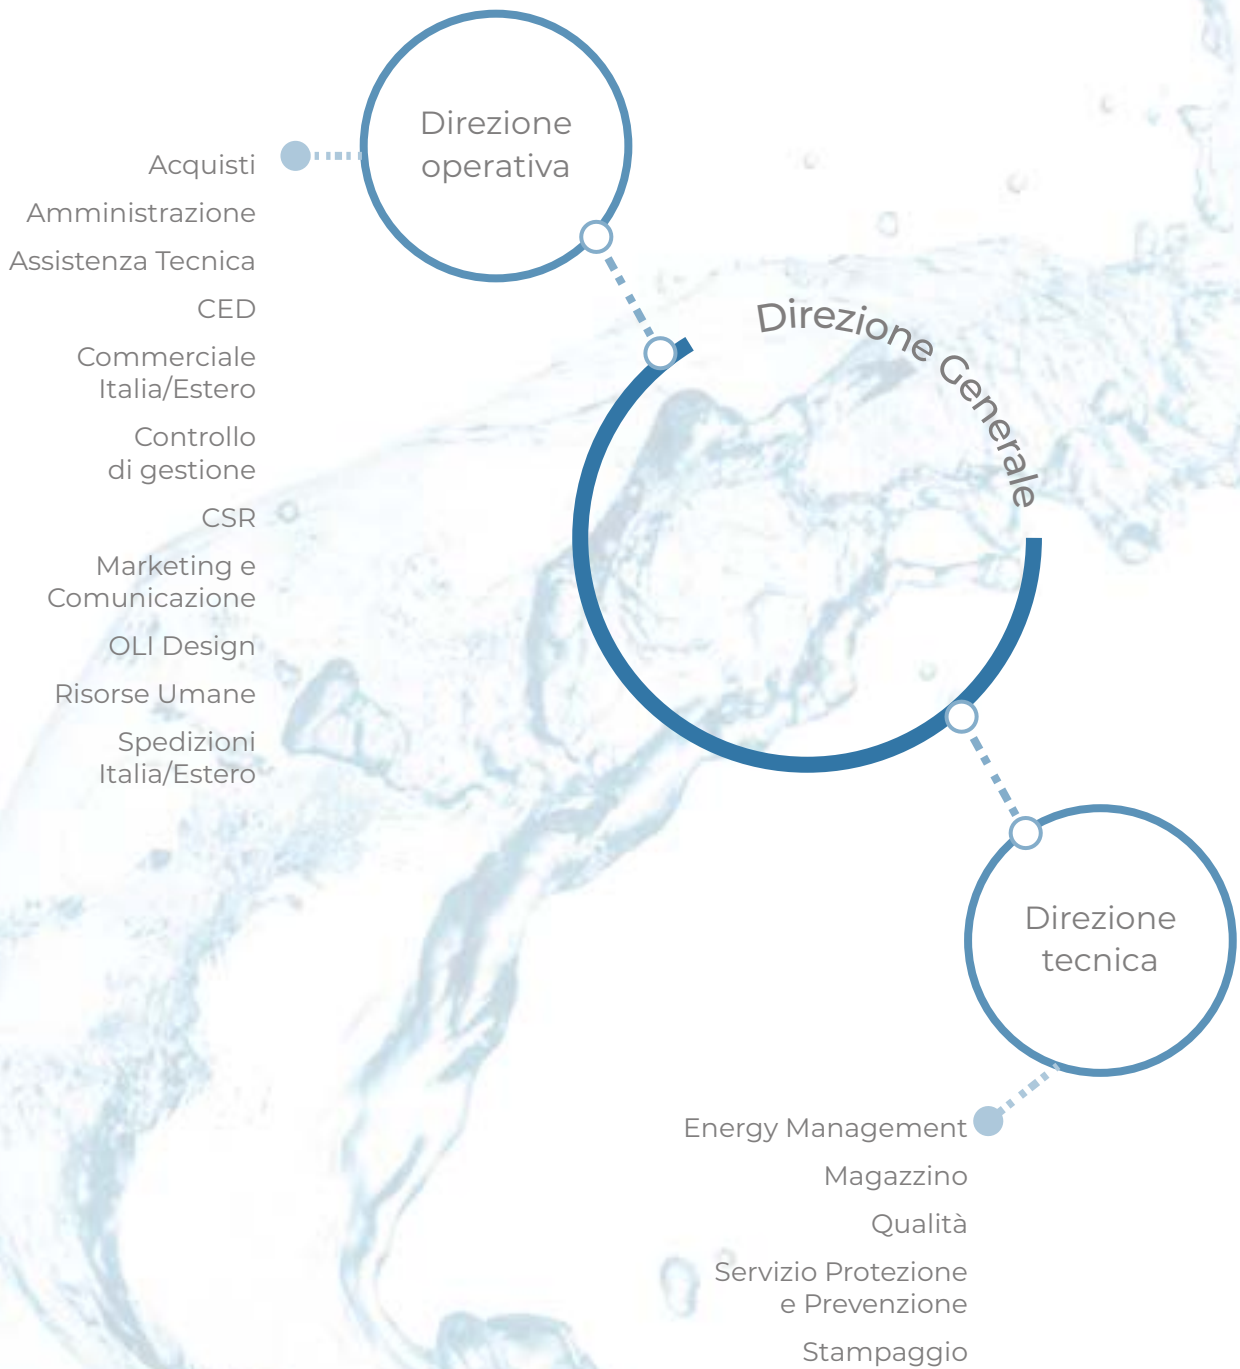 Direzione
operativa
Acquisti
Amministrazione
Assistenza Tecnica
CED
Commerciale
Italia/Estero
Controllo
di gestione
CSR
Marketing e
Comunicazione
OLI Design
Risorse Umane
Spedizioni
Italia/Estero
Direzione Generale
Direzione
tecnica
Energy Management
Magazzino
Qualità
Servizio Protezione
e Prevenzione
Stampaggio